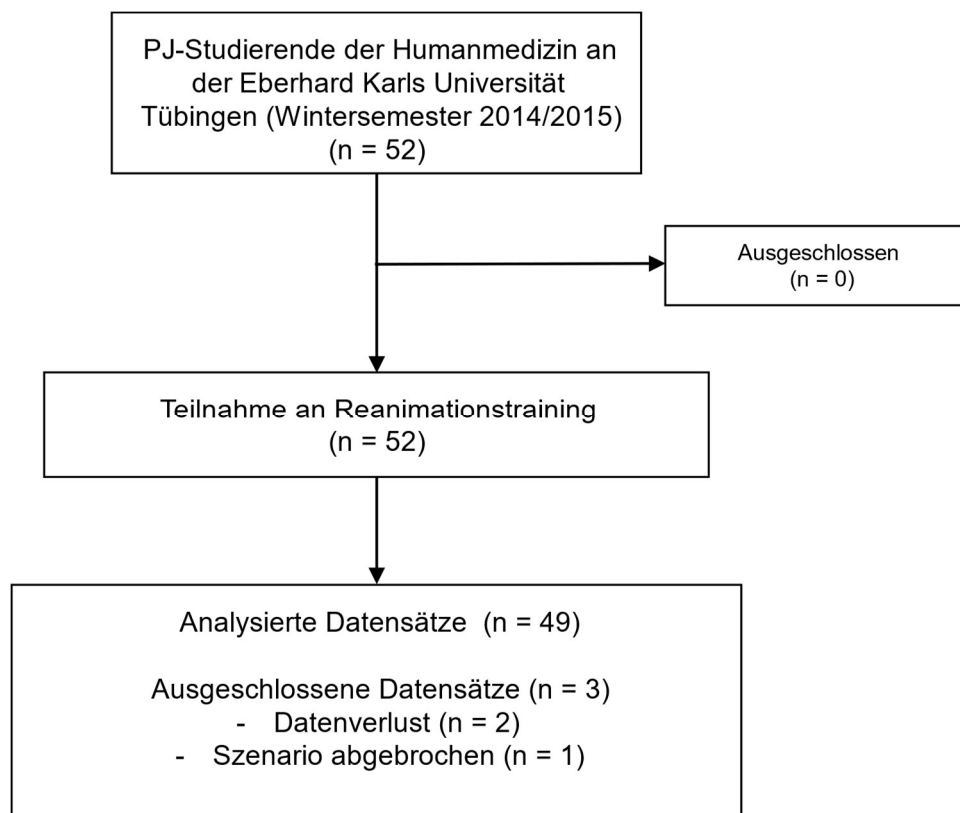 PJ-Studierende der Humanmedizin an
der Eberhard Karls Universität
Tübingen (Wintersemester 2014/2015)
(n = 52)
Ausgeschlossen
(n = 0)
Teilnahme an Reanimationstraining
(n = 52)
Analysierte Datensätze (n = 49)
Ausgeschlossene Datensätze (n = 3)
- Datenverlust (n = 2)
- Szenario abgebrochen (n = 1)